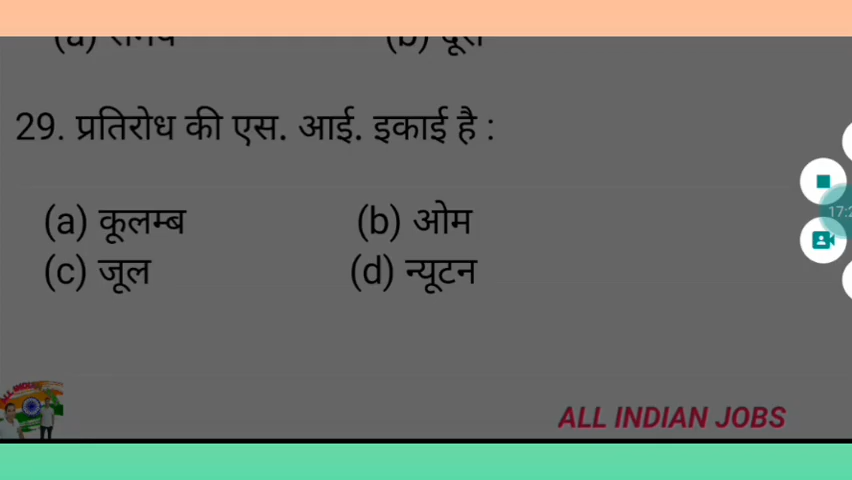 29. प्रतिरोध की एस. आई. इकाई है :
(a) कूलम्ब (b) ओम
(c) जूल (d) न्यूटन
ALL INDIAN JOBS